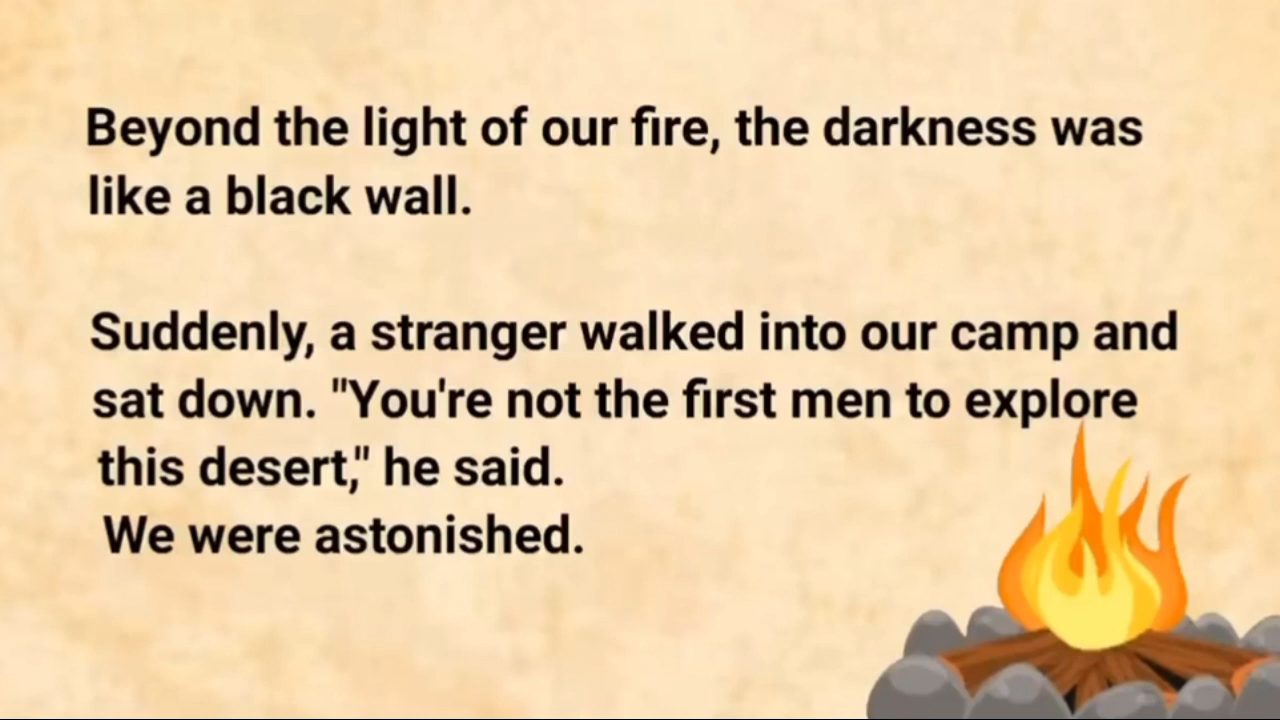 Beyond the light of our fire, the darkness was
like a black wall.
Suddenly, a stranger walked into our camp and
sat down. "You're not the first men to explore
this desert," he said.
We were astonished.